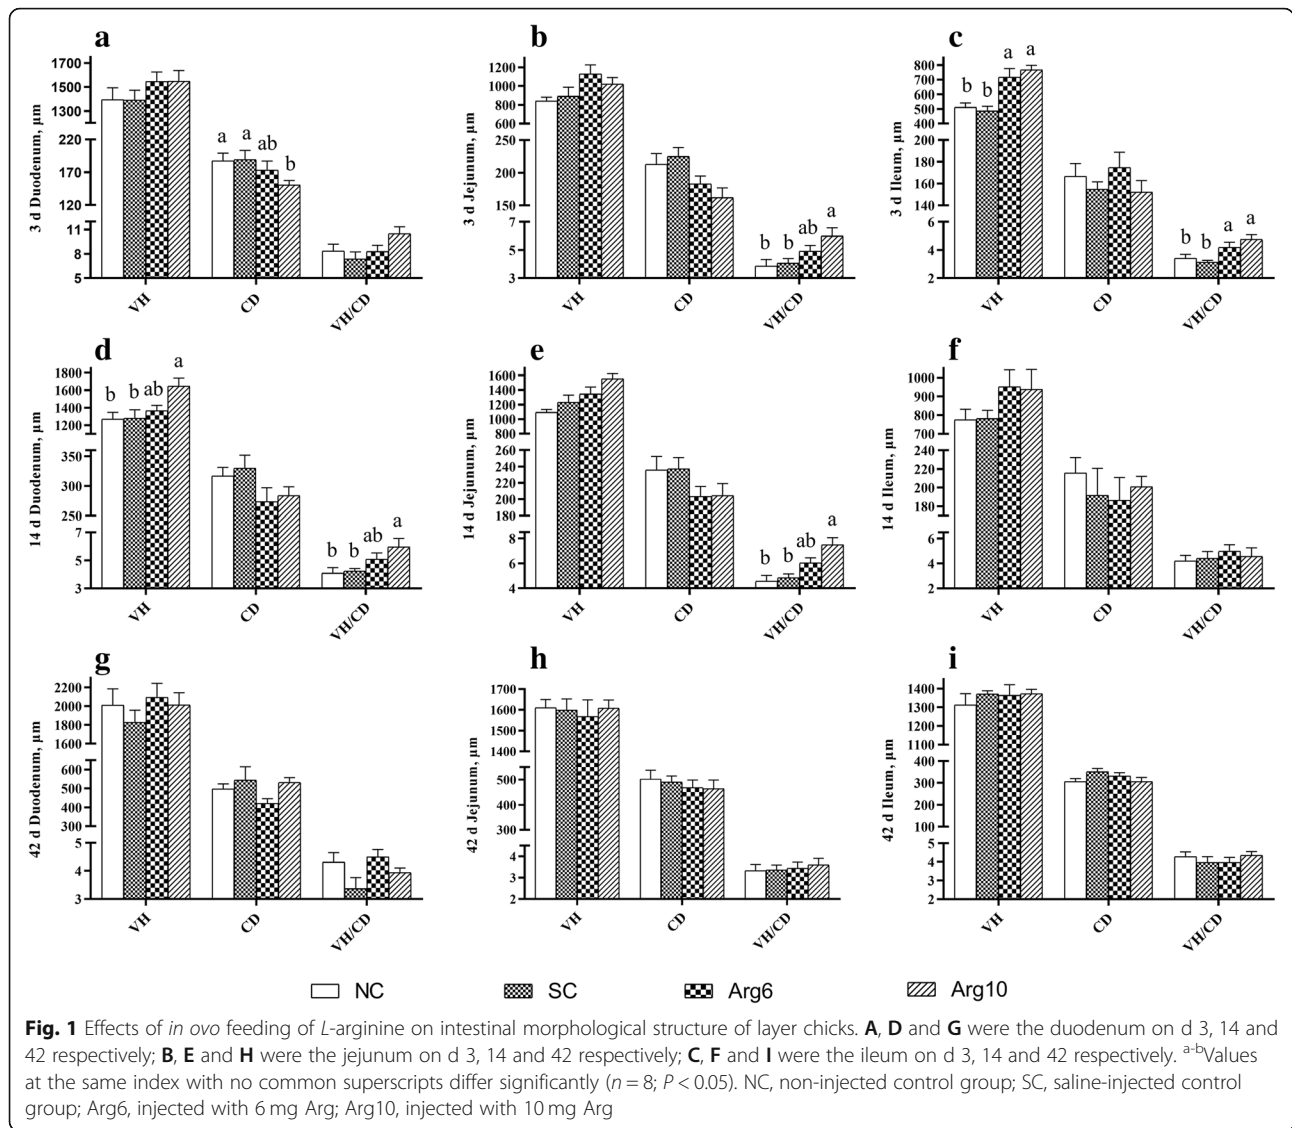 a
3 d Duodenum, µm
1700
1500
1300
220
170
120
11
8
5
a a ab b
VH CD VH/CD
b
3 d Jejunum, µm
1200
1000
800
600
250
200
150
7
5
3
b b ab a
VH CD VH/CD
c
3 d Ileum, µm
800
700
600
500
400
180
160
140
6
4
2
b b a a
b b a a
VH CD VH/CD
d
14 d Duodenum, µm
1800
1600
1400
1200
350
300
250
7
5
3
b b ab a
b b ab a
VH CD VH/CD
e
14 d Jejunum, µm
1600
1400
1200
1000
800
260
240
220
200
180
8
6
4
b b ab a
VH CD VH/CD
f
14 d Ileum, µm
1000
900
800
700
240
220
200
180
6
4
2
VH CD VH/CD
g
42 d Duodenum, µm
2200
2000
1800
1600
600
500
400
300
5
4
3
VH CD VH/CD
h
42 d Jejunum, µm
1700
1600
1500
1400
500
400
300
4
3
2
VH CD VH/CD
i
42 d Ileum, µm
1400
1300
1200
1100
400
300
200
100
5
4
3
2
VH CD VH/CD
NC SC Arg6 Arg10
Fig. 1 Effects of in ovo feeding of L-arginine on intestinal morphological structure of layer chicks. A, D and G were the duodenum on d 3, 14 and
42 respectively; B, E and H were the jejunum on d 3, 14 and 42 respectively; C, F and I were the ileum on d 3, 14 and 42 respectively. a-bValues
at the same index with no common superscripts differ significantly (n = 8; P < 0.05). NC, non-injected control group; SC, saline-injected control
group; Arg6, injected with 6 mg Arg; Arg10, injected with 10 mg Arg